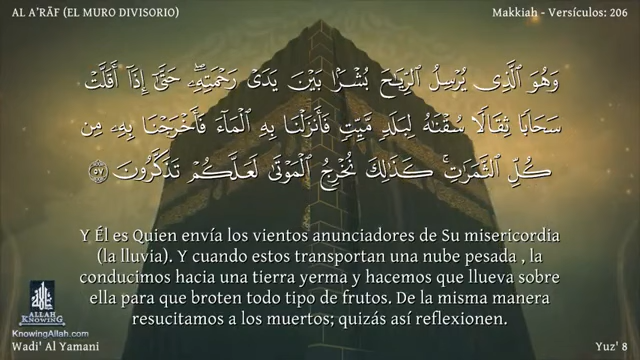 AL A'RĀF (EL MURO DIVISORIO)
Makkiah - Versículos: 206
وَهُوَ ٱلَّذِى يُرْسِلُ ٱلرِّيَـٰحَ بُشْرًۢا بَيْنَ يَدَىْ رَحْمَتِهِۦ ۖ حَتَّىٰٓ إِذَآ أَقَلَّتْ
سَحَابًا ثِقَالًا سُقْنَـٰهُ لِبَلَدٍ مَّيِّتٍ فَأَنزَلْنَا بِهِ ٱلْمَآءَ فَأَخْرَجْنَا بِهِۦ مِن
كُلِّ ٱلثَّمَرَٰتِ ۚ كَذَٰلِكَ نُخْرِجُ ٱلْمَوْتَىٰ لَعَلَّكُمْ تَذَكَّرُونَ ٥٧
Y Él es Quien envía los vientos anunciadores de Su misericordia
(la lluvia). Y cuando estos transportan una nube pesada , la
conducimos hacia una tierra yerma y hacemos que llueva sobre
ella para que broten todo tipo de frutos. De la misma manera
resucitamos a los muertos; quizás así reflexionen.
ALLAH
KNOWING
KnowingAllah.com
Wadi' Al Yamani
Yuz' 8